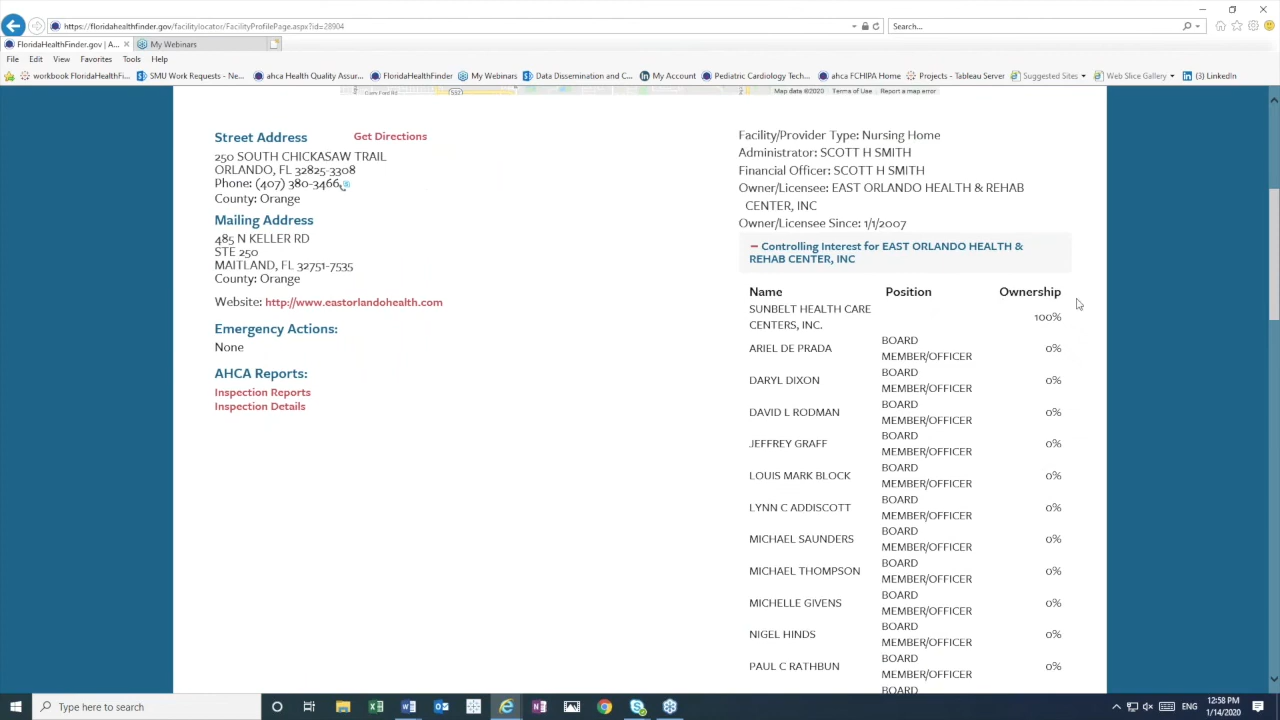 https://floridahealthfinder.gov/facilitylocator/FacilityProfilePage.aspx?id=28904
Search...
FloridaHealthFinder.gov | A...
My Webinars
File Edit View Favorites Tools Help
workbook FloridaHealthFi...
SMU Work Requests - Ne...
ahca Health Quality Assur...
FloridaHealthFinder
My Webinars
Data Dissemination and C...
My Account
Pediatric Cardiology Tech...
ahca FCHIPA Home
Projects - Tableau Server
Suggested Sites
Web Slice Gallery
(3) LinkedIn
Map data ©2020 Terms of Use Report a map error
Street Address Get Directions
250 SOUTH CHICKASAW TRAIL
ORLANDO, FL 32825-3308
Phone: (407) 380-3466
County: Orange
Mailing Address
485 N KELLER RD
STE 250
MAITLAND, FL 32751-7535
County: Orange
Website: http://www.eastorlandohealth.com
Emergency Actions:
None
AHCA Reports:
Inspection Reports
Inspection Details
Facility/Provider Type: Nursing Home
Administrator: SCOTT H SMITH
Financial Officer: SCOTT H SMITH
Owner/Licensee: EAST ORLANDO HEALTH & REHAB
CENTER, INC
Owner/Licensee Since: 1/1/2007
Controlling Interest for EAST ORLANDO HEALTH &
REHAB CENTER, INC
Name Position Ownership
SUNBELT HEALTH CARE
CENTERS, INC. 100%
ARIEL DE PRADA BOARD
MEMBER/OFFICER 0%
DARYL DIXON BOARD
MEMBER/OFFICER 0%
DAVID L RODMAN BOARD
MEMBER/OFFICER 0%
JEFFREY GRAFF BOARD
MEMBER/OFFICER 0%
LOUIS MARK BLOCK BOARD
MEMBER/OFFICER 0%
LYNN C ADDISCOTT BOARD
MEMBER/OFFICER 0%
MICHAEL SAUNDERS BOARD
MEMBER/OFFICER 0%
MICHAEL THOMPSON BOARD
MEMBER/OFFICER 0%
MICHELLE GIVENS BOARD
MEMBER/OFFICER 0%
NIGEL HINDS BOARD
MEMBER/OFFICER 0%
PAUL C RATHBUN BOARD
MEMBER/OFFICER 0%
BOARD
Type here to search
ENG
12:58 PM
1/14/2020